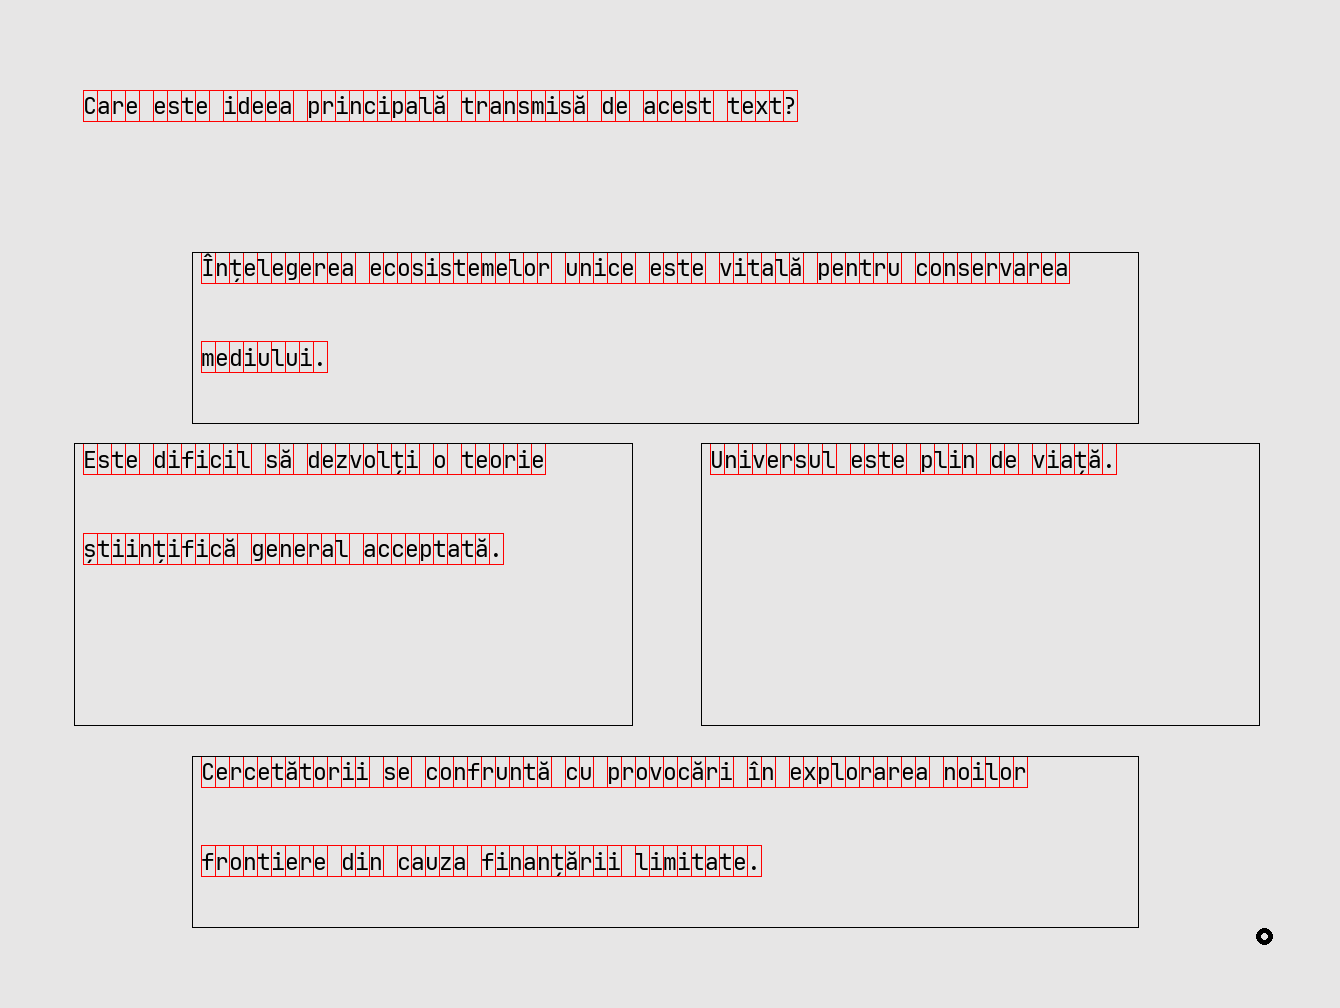 Care este ideea principală transmisă de acest text?
Înțelegerea ecosistemelor unice este vitală pentru conservarea
mediului.
Este dificil să dezvolți o teorie
științifică general acceptată.
Universul este plin de viață.
Cercetătorii se confruntă cu provocări în explorarea noilor
frontiere din cauza finanțării limitate.